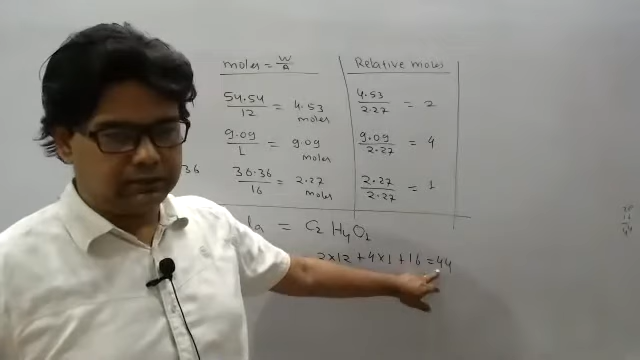 moles = W/A Relative moles
54.54/12 = 4.53 moles 4.53/2.27 = 2
9.09/1 = 9.09 moles 9.09/2.27 = 4
36 36.36/16 = 2.27 moles 2.27/2.27 = 1
la = C2 H4 O1
2×12 + 4×1 + 16 = 44